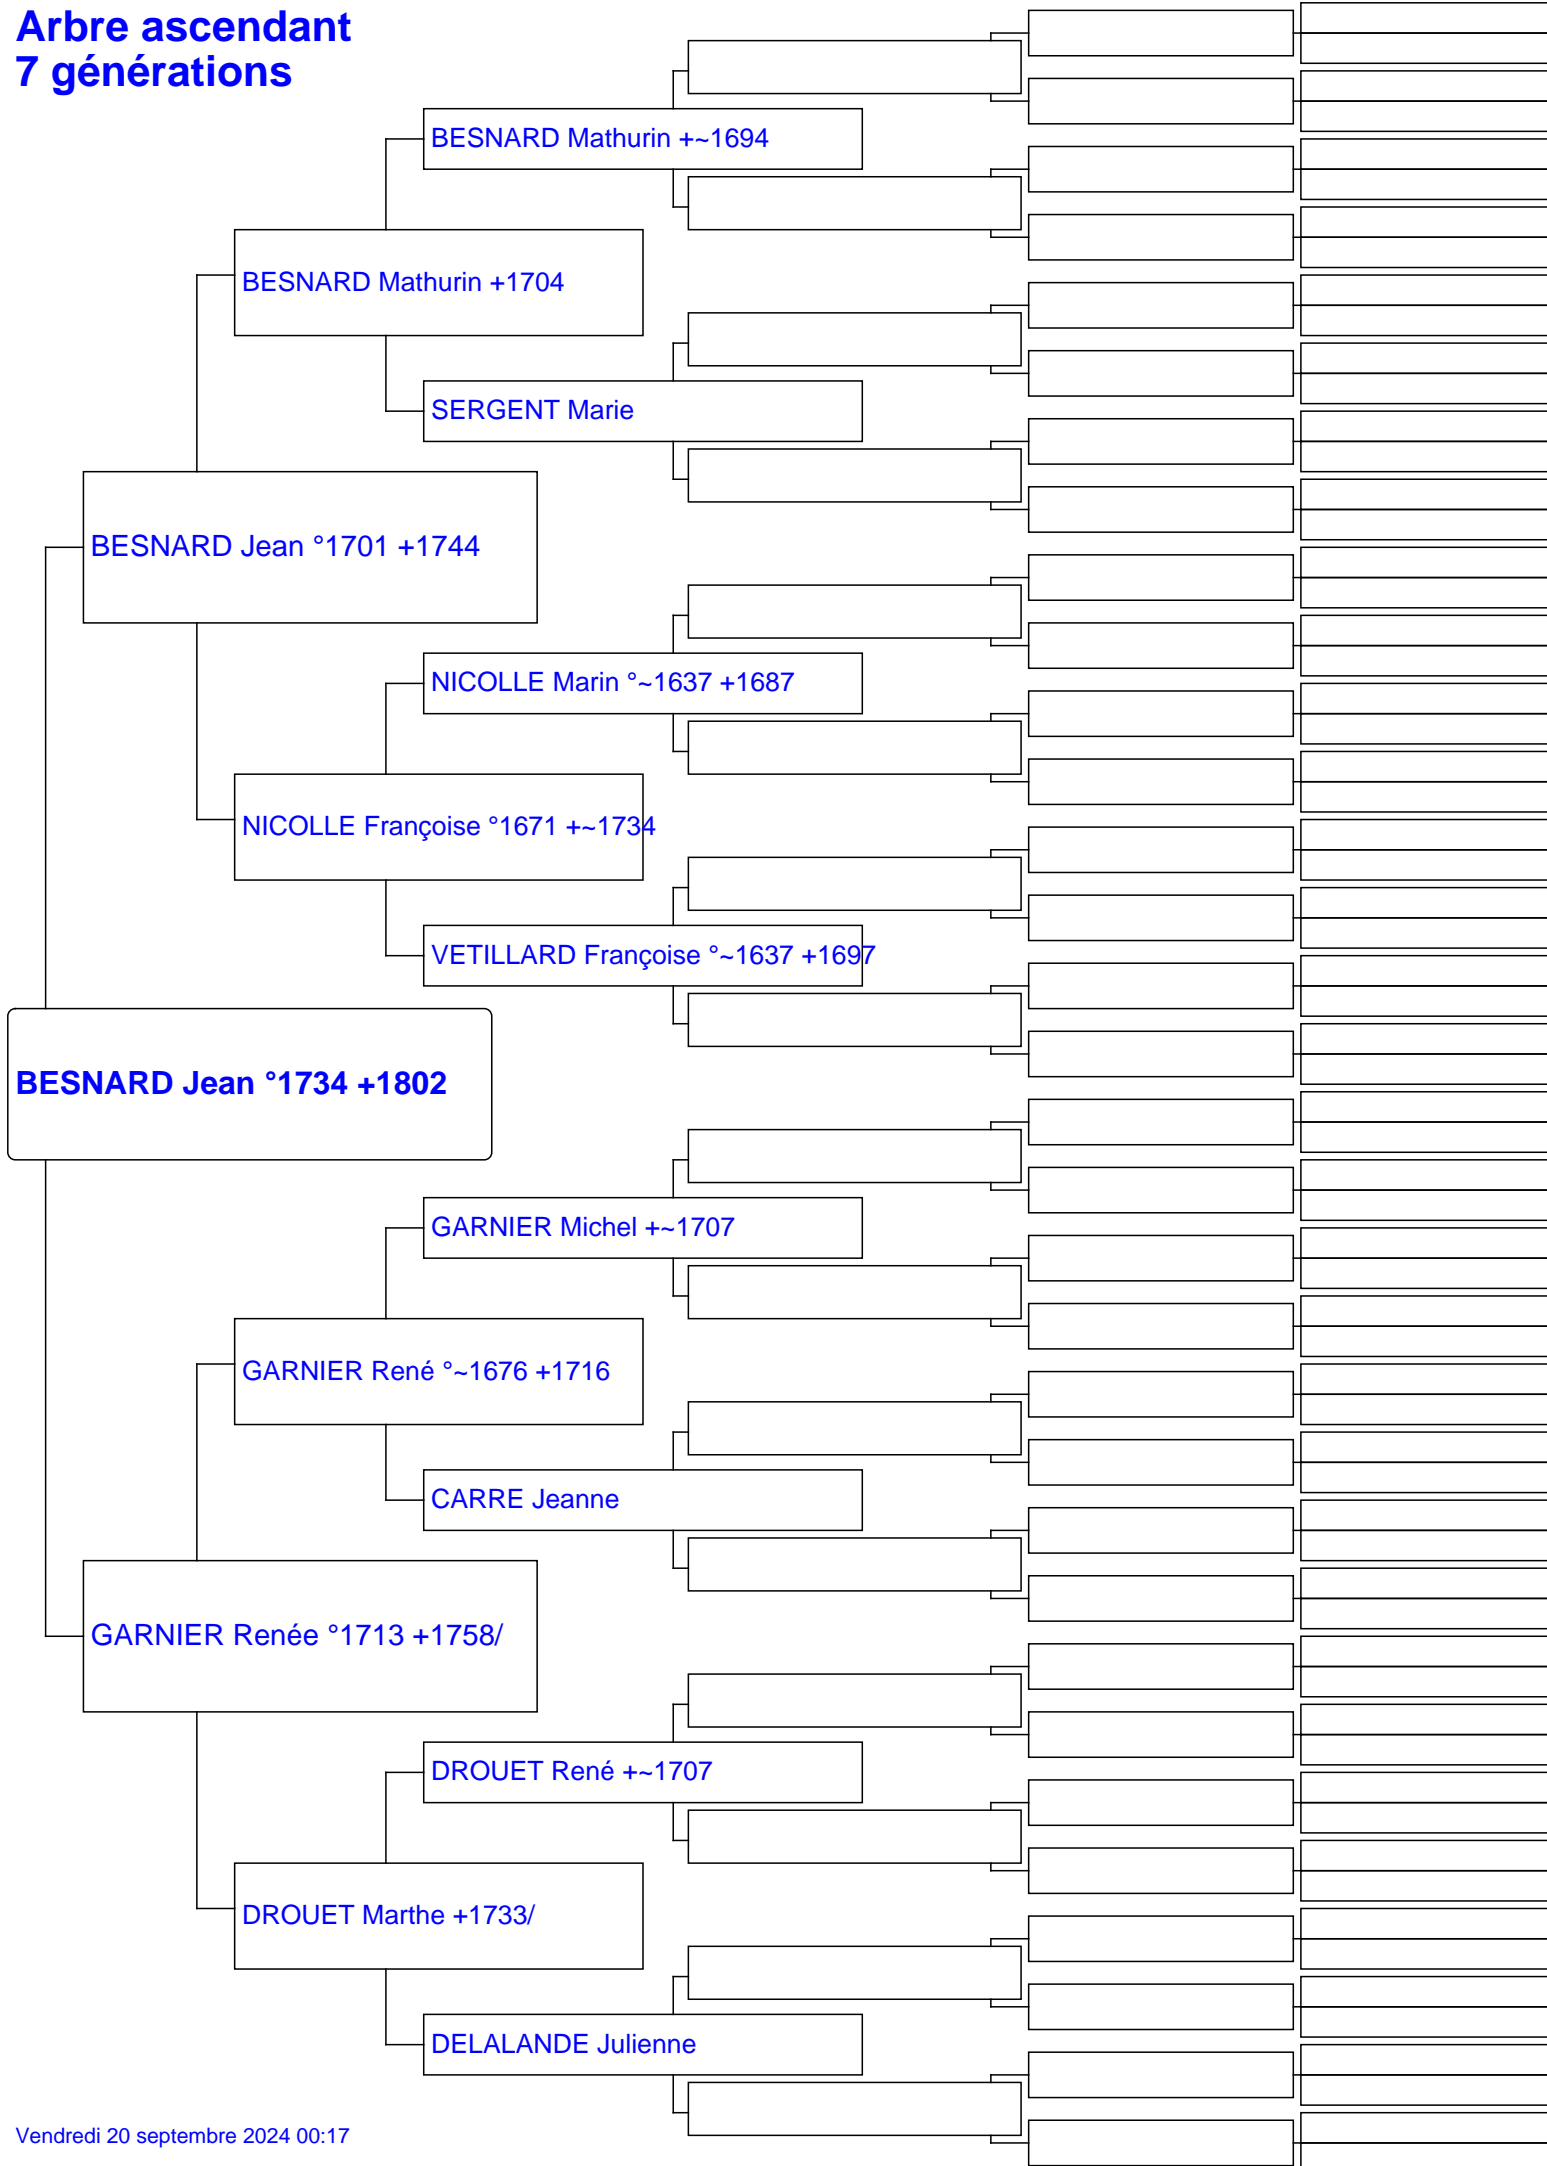 Arbre ascendant
7 générations
BESNARD Mathurin +~1694
BESNARD Mathurin +1704
SERGENT Marie
BESNARD Jean °1701 +1744
NICOLLE Marin °~1637 +1687
NICOLLE Françoise °1671 +~1734
VETILLARD Françoise °~1637 +1697
BESNARD Jean °1734 +1802
GARNIER Michel +~1707
GARNIER René °~1676 +1716
CARRE Jeanne
GARNIER Renée °1713 +1758/
DROUET René +~1707
DROUET Marthe +1733/
DELALANDE Julienne
Vendredi 20 septembre 2024 00:17